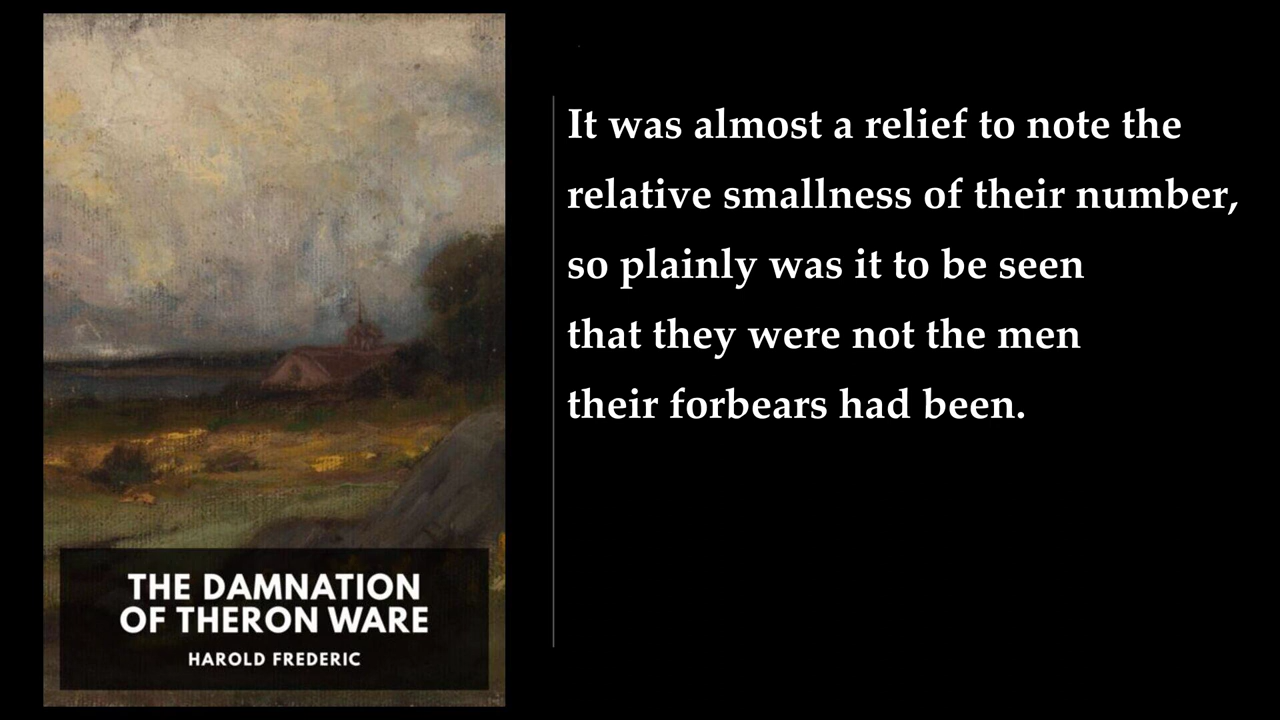 THE DAMNATION
OF THERON WARE
HAROLD FREDERIC
It was almost a relief to note the
relative smallness of their number,
so plainly was it to be seen
that they were not the men
their forbears had been.